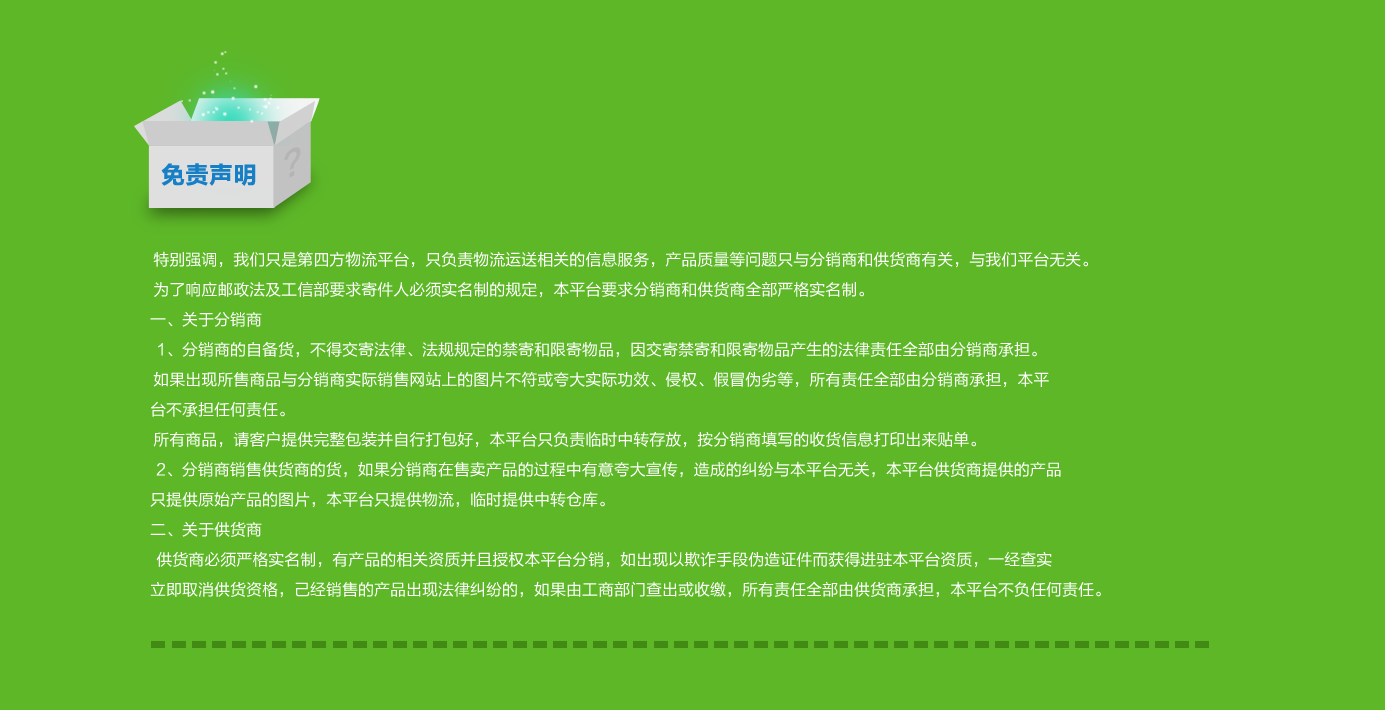 免责声明
?
特别强调，我们只是第四方物流平台，只负责物流运送相关的信息服务，产品质量等问题只与分销商和供货商有关，与我们平台无关。
为了响应邮政法及工信部要求寄件人必须实名制的规定，本平台要求分销商和供货商全部严格实名制。
一、关于分销商
1、分销商的自备货，不得交寄法律、法规规定的禁寄和限寄物品，因交寄禁寄和限寄物品产生的法律责任全部由分销商承担。
如果出现所售商品与分销商实际销售网站上的图片不符或夸大实际功效、侵权、假冒伪劣等，所有责任全部由分销商承担，本平
台不承担任何责任。
所有商品，请客户提供完整包装并自行打包好，本平台只负责临时中转存放，按分销商填写的收货信息打印出来贴单。
2、分销商销售供货商的货，如果分销商在售卖产品的过程中有意夸大宣传，造成的纠纷与本平台无关，本平台供货商提供的产品
只提供原始产品的图片，本平台只提供物流，临时提供中转仓库。
二、关于供货商
供货商必须严格实名制，有产品的相关资质并且授权本平台分销，如出现以欺诈手段伪造证件而获得进驻本平台资质，一经查实
立即取消供货资格，己经销售的产品出现法律纠纷的，如果由工商部门查出或收缴，所有责任全部由供货商承担，本平台不负任何责任。